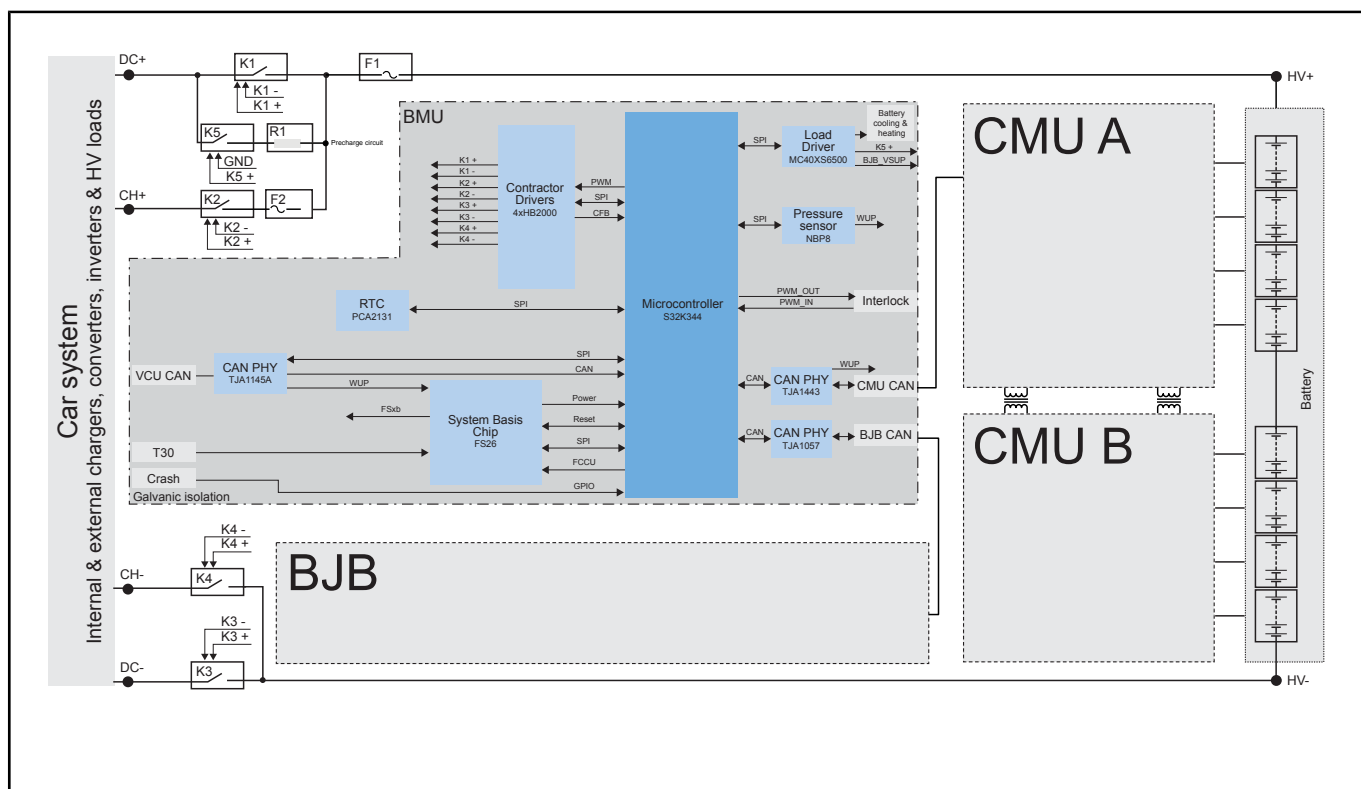 DC+
K1
F1
HV+
K1 -
K1 +
K5
R1
Precharge circuit
GND
K5 +
CH+
K2
F2
K2 -
K2 +
Car system
Internal & external chargers, converters, inverters & HV loads
BMU
K1 +
K1 -
K2 +
K2 -
K3 +
K3 -
K4 +
K4 -
Contractor
Drivers
4xHB2000
PWM
SPI
CFB
Microcontroller
S32K344
SPI
Load
Driver
MC40XS6500
Battery
cooling &
heating
K5 +
BJB_VSUP
SPI
Pressure
sensor
NBP8
WUP
RTC
PCA2131
SPI
PWM_OUT
PWM_IN
Interlock
VCU CAN
CAN PHY
TJA1145A
SPI
CAN
WUP
FSxb
System Basis
Chip
FS26
Power
Reset
SPI
FCCU
T30
Crash
GPIO
Galvanic isolation
CAN
CAN PHY
TJA1443
WUP
CMU CAN
CAN
CAN PHY
TJA1057
BJB CAN
CMU A
CMU B
Battery
K4 -
K4 +
CH-
K4
K3 -
K3 +
DC-
K3
BJB
HV-